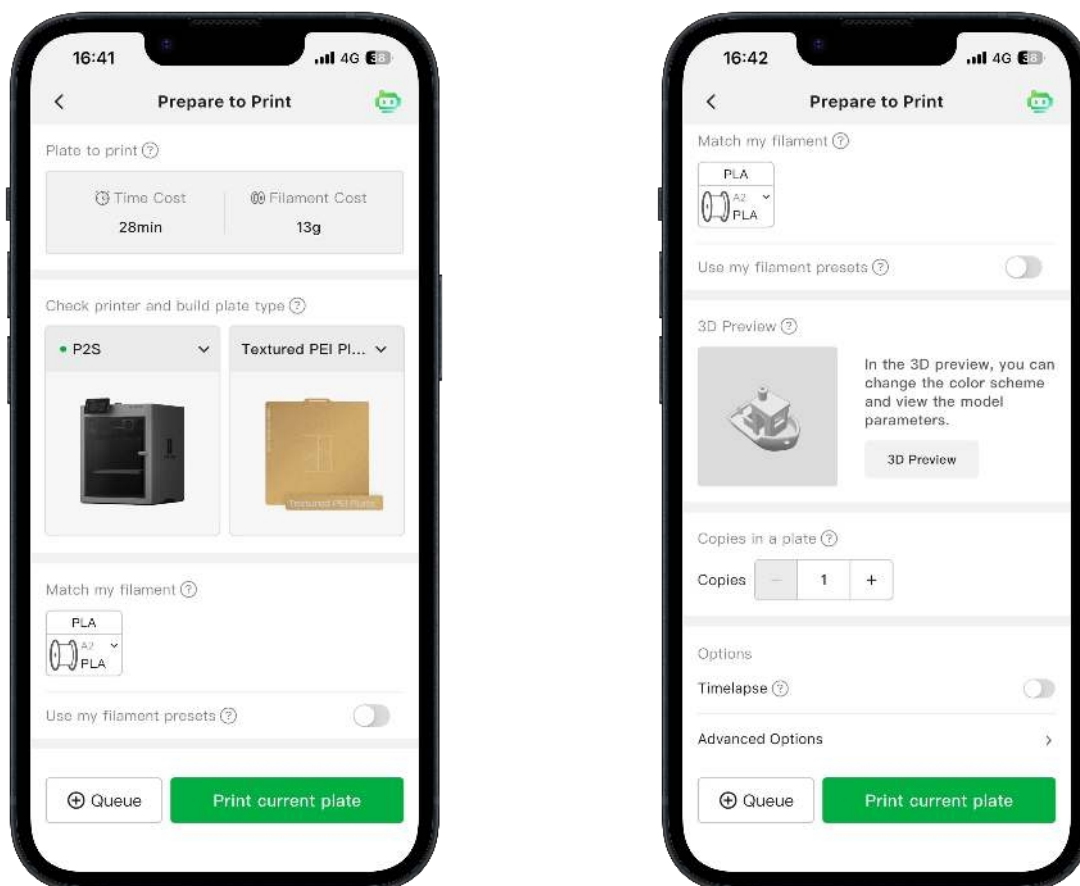 16:41
4G 38
Prepare to Print
Plate to print ?
Time Cost
Filament Cost
28min
13g
Check printer and build plate type ?
P2S
Textured PEI Pl...
Textured PEI Plate
Match my filament ?
PLA
A2
PLA
Use my filament presets ?
Queue
Print current plate
16:42
4G 38
Prepare to Print
Match my filament ?
PLA
A2
PLA
Use my filament presets ?
3D Preview ?
In the 3D preview, you can
change the color scheme
and view the model
parameters.
3D Preview
Copies in a plate ?
Copies − 1 +
Options
Timelapse ?
Advanced Options
Queue
Print current plate